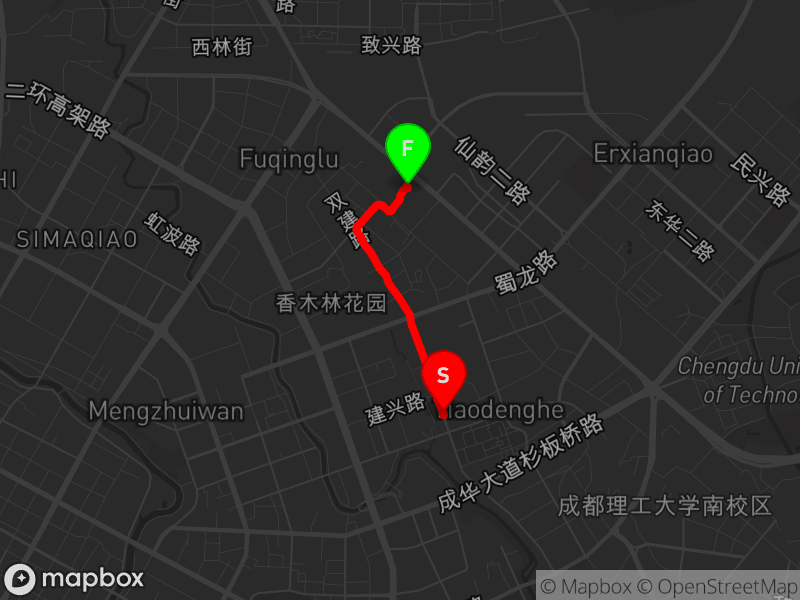 路
西林街
致兴路
二环高架路
F
Fuqinglu
仙韵二路
Erxianqiao
民兴路
双建路
虹波路
东华二路
SIMAQIAO
蜀龙路
香木林花园
S
Chengdu Uni
of Techno
建兴路
Mengzhuiwan
成华大道杉板桥路
成都理工大学南校区
mapbox
© Mapbox © OpenStreetMap